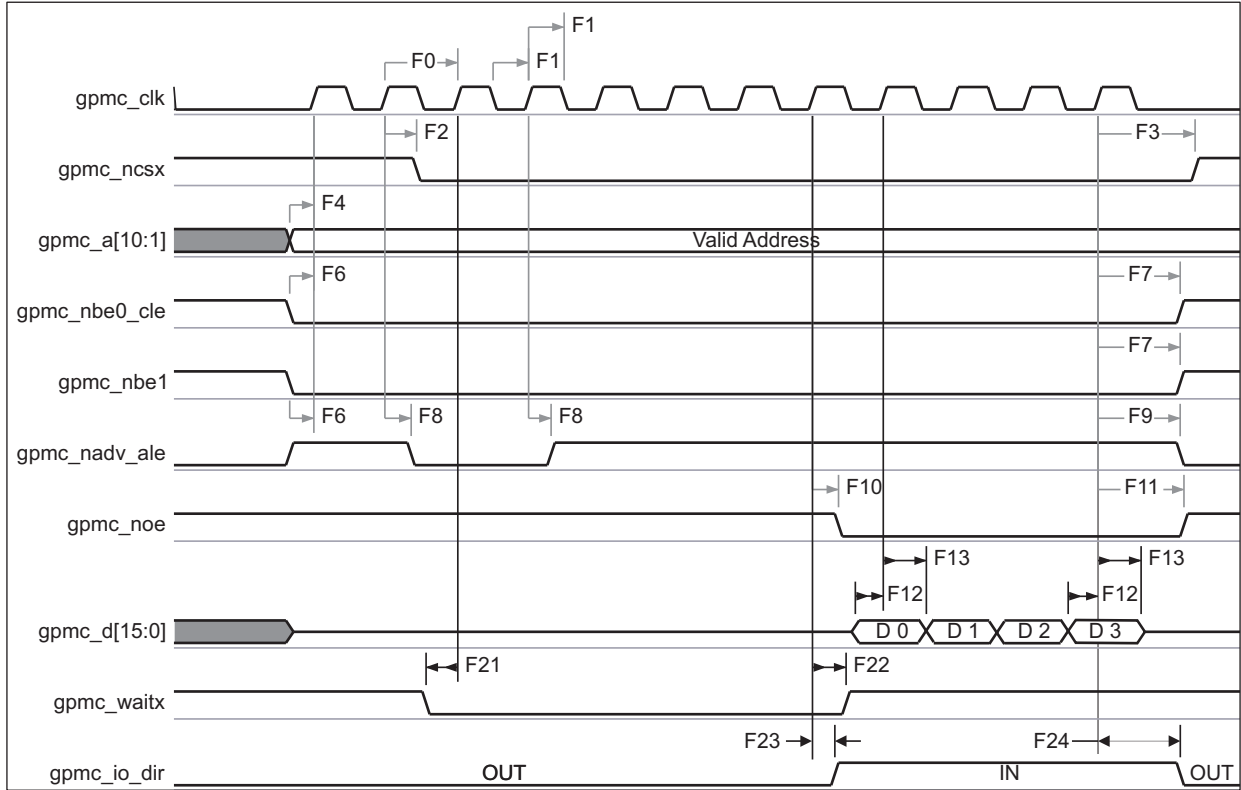 F1
F0 F1
gpmc_clk
F2 F3
gpmc_ncsx
F4
gpmc_a[10:1] Valid Address
F6 F7
gpmc_nbe0_cle
F7
gpmc_nbe1
F6 F8 F8 F9
gpmc_nadv_ale
F10 F11
gpmc_noe
F13 F13
F12 F12
gpmc_d[15:0] D 0 D 1 D 2 D 3
F21 F22
gpmc_waitx
F23 F24
gpmc_io_dir OUT IN OUT